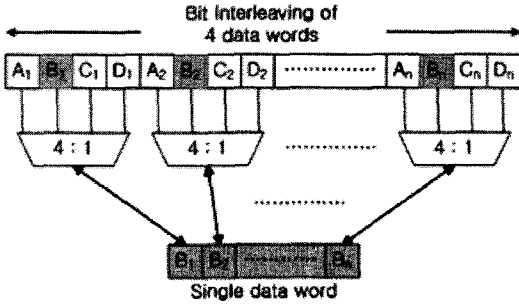 Bit Interleaving of
4 data words
A1 B1 C1 D1 A2 B2 C2 D2 An Bn Cn Dn
4 : 1 4 : 1 4 : 1
B1 B2 Bn
Single data word